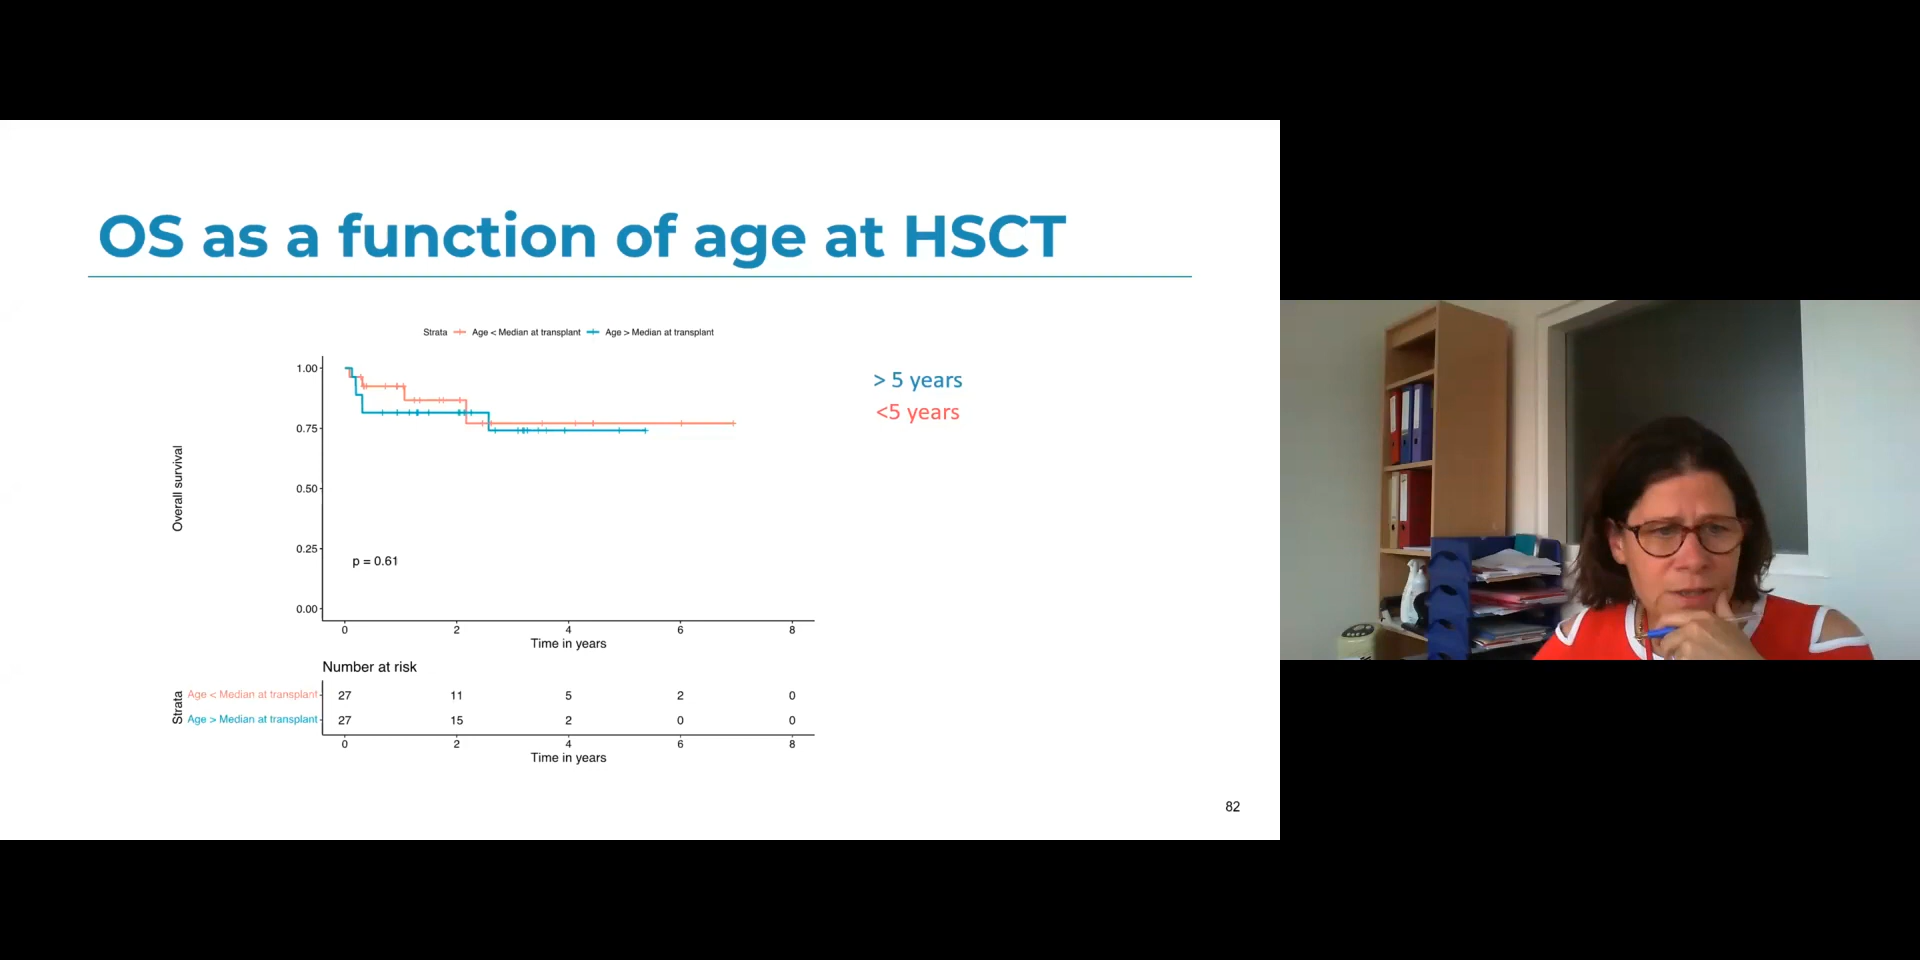 OS as a function of age at HSCT
Strata Age < Median at transplant Age > Median at transplant
> 5 years
<5 years
Overall survival
1.00
0.75
0.50
0.25
0.00
p = 0.61
0 2 4 6 8
Time in years
Number at risk
Strata
Age < Median at transplant 27 11 5 2 0
Age > Median at transplant 27 15 2 0 0
0 2 4 6 8
Time in years
82